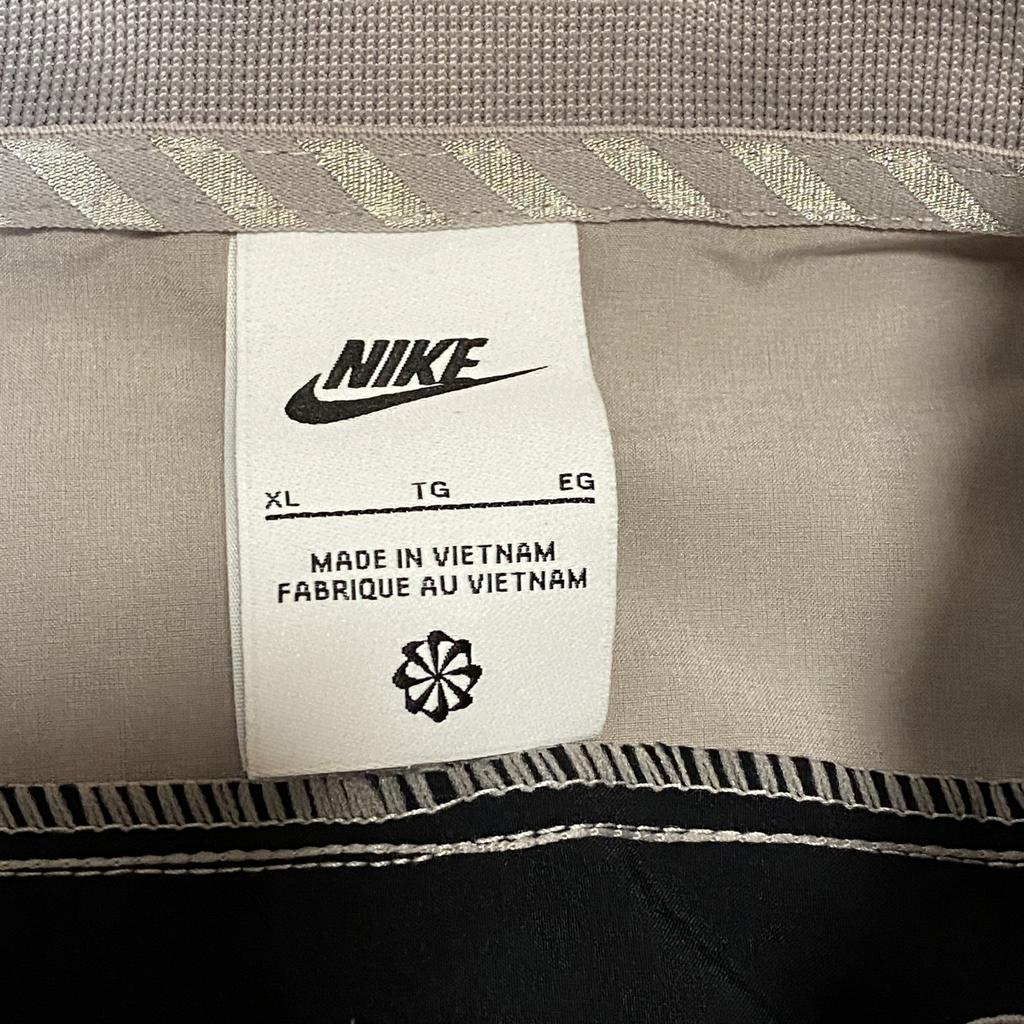 NIKE
XL TG EG
MADE IN VIETNAM
FABRIQUE AU VIETNAM